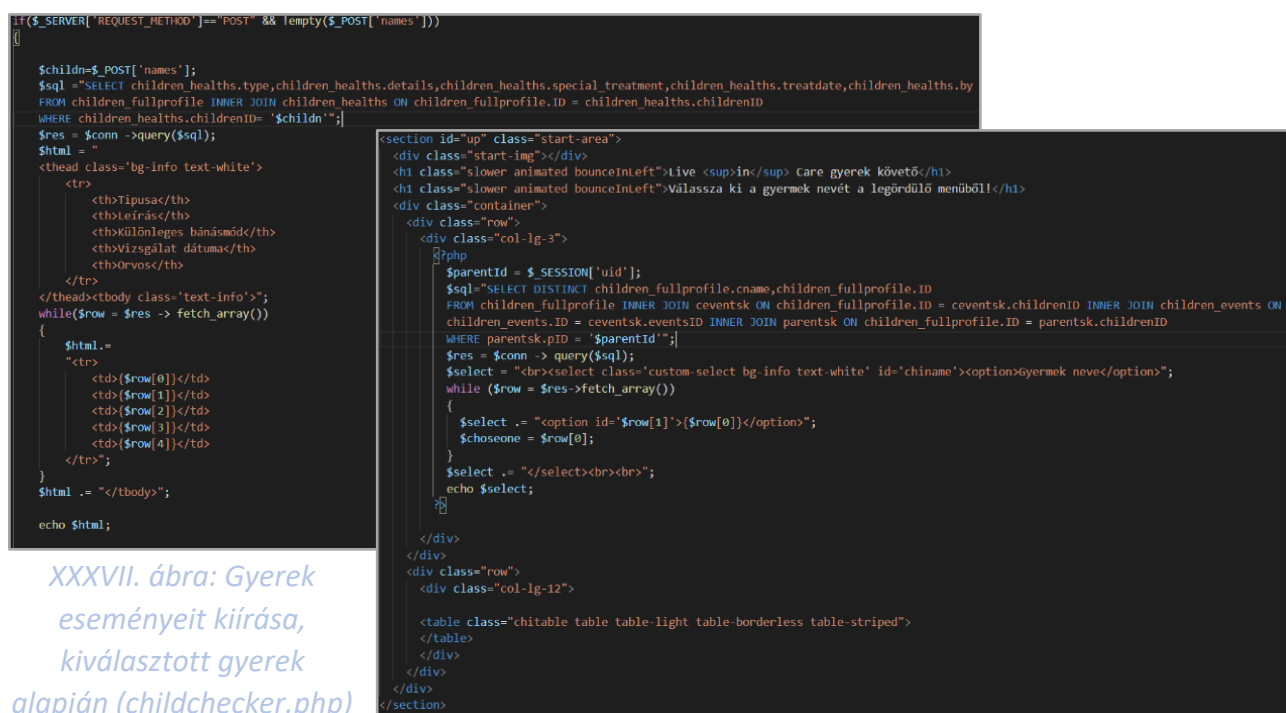 if($_SERVER['REQUEST_METHOD']=="POST" && !empty($_POST['names']))
{
$childn=$_POST['names'];
$sql ="SELECT children_healths.type,children_healths.details,children_healths.special_treatment,children_healths.treatdate,children_healths.by
FROM children_fullprofile INNER JOIN children_healths ON children_fullprofile.ID = children_healths.childrenID
WHERE children_healths.childrenID= '$childn'";
$res = $conn ->query($sql);
$html = "
<thead class='bg-info text-white'>
<tr>
<th>Tipusa</th>
<th>Leírás</th>
<th>Különleges bánásmód</th>
<th>Vizsgálat dátuma</th>
<th>Orvos</th>
</tr>
</thead><tbody class='text-info'>";
while($row = $res -> fetch_array())
{
$html.=
"<tr>
<td>{$row[0]}</td>
<td>{$row[1]}</td>
<td>{$row[2]}</td>
<td>{$row[3]}</td>
<td>{$row[4]}</td>
</tr>";
}
$html .= "</tbody>";
echo $html;
<section id="up" class="start-area">
<div class="start-img"></div>
<h1 class="slower animated bounceInLeft">Live <sup>in</sup> Care gyerek követő</h1>
<h1 class="slower animated bounceInLeft">Válassza ki a gyermek nevét a legördülő menüből!</h1>
<div class="container">
<div class="row">
<div class="col-lg-3">
<?php
$parentId = $_SESSION['uid'];
$sql="SELECT DISTINCT children_fullprofile.cname,children_fullprofile.ID
FROM children_fullprofile INNER JOIN ceventsk ON children_fullprofile.ID = ceventsk.childrenID INNER JOIN children_events ON
children_events.ID = ceventsk.eventsID INNER JOIN parentsk ON children_fullprofile.ID = parentsk.childrenID
WHERE parentsk.pID = '$parentId'";
$res = $conn -> query($sql);
$select = "<br><select class='custom-select bg-info text-white' id='chiname'><option>Gyermek neve</option>";
while ($row = $res->fetch_array())
{
$select .= "<option id='$row[1]'>{$row[0]}</option>";
$choseone = $row[0];
}
$select .= "</select><br><br>";
echo $select;
?>
</div>
</div>
<div class="row">
<div class="col-lg-12">
<table class="chitable table table-light table-borderless table-striped">
</table>
</div>
</div>
</div>
</section>
XXXVII. ábra: Gyerek
eseményeit kiírása,
kiválasztott gyerek
alapján (childchecker.php)